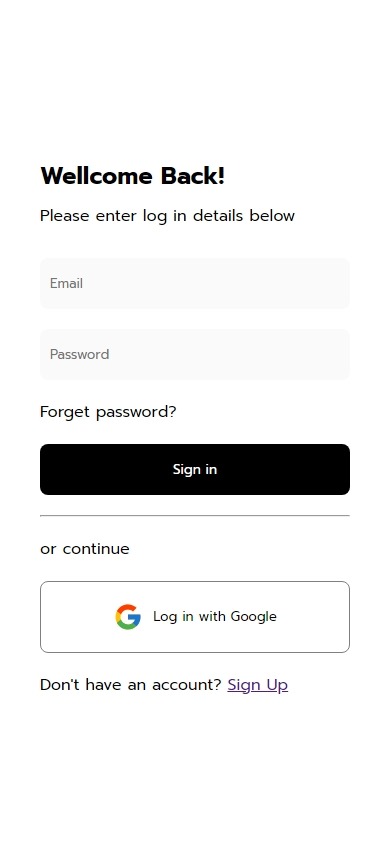 Wellcome Back!
Please enter log in details below
Email
Password
Forget password?
Sign in
or continue
Log in with Google
Don't have an account? Sign Up